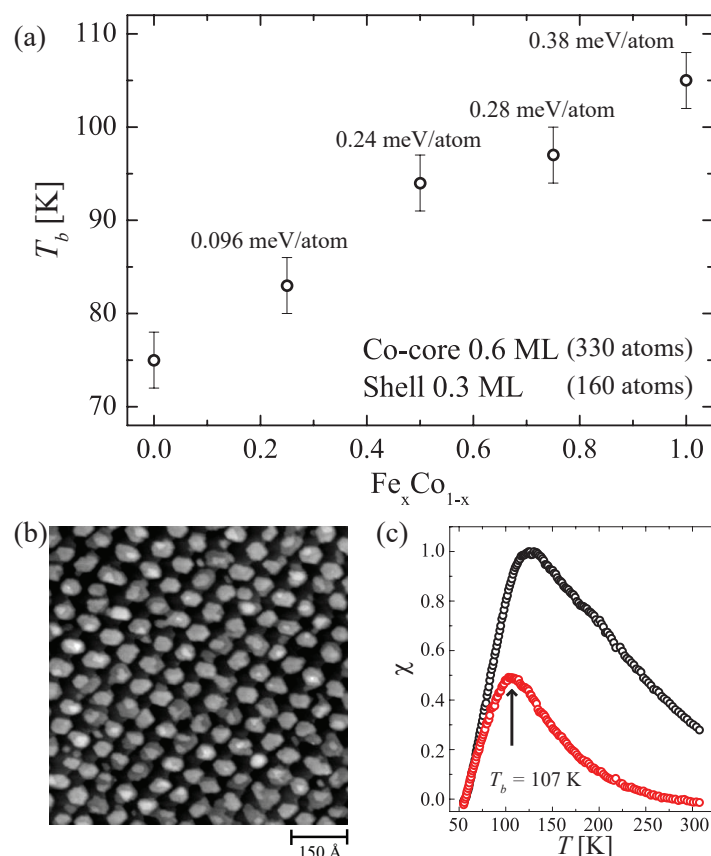 (a)
110
100
90
80
70
T_b [K]
0.096 meV/atom
0.24 meV/atom
0.28 meV/atom
0.38 meV/atom
Co-core 0.6 ML (330 atoms)
Shell 0.3 ML (160 atoms)
0.0 0.2 0.4 0.6 0.8 1.0
Fe_xCo_{1-x}
(b)
150 Å
(c)
1.0
0.8
0.6
0.4
0.2
0.0
χ
T_b = 107 K
50 100 150 200 250 300
T [K]